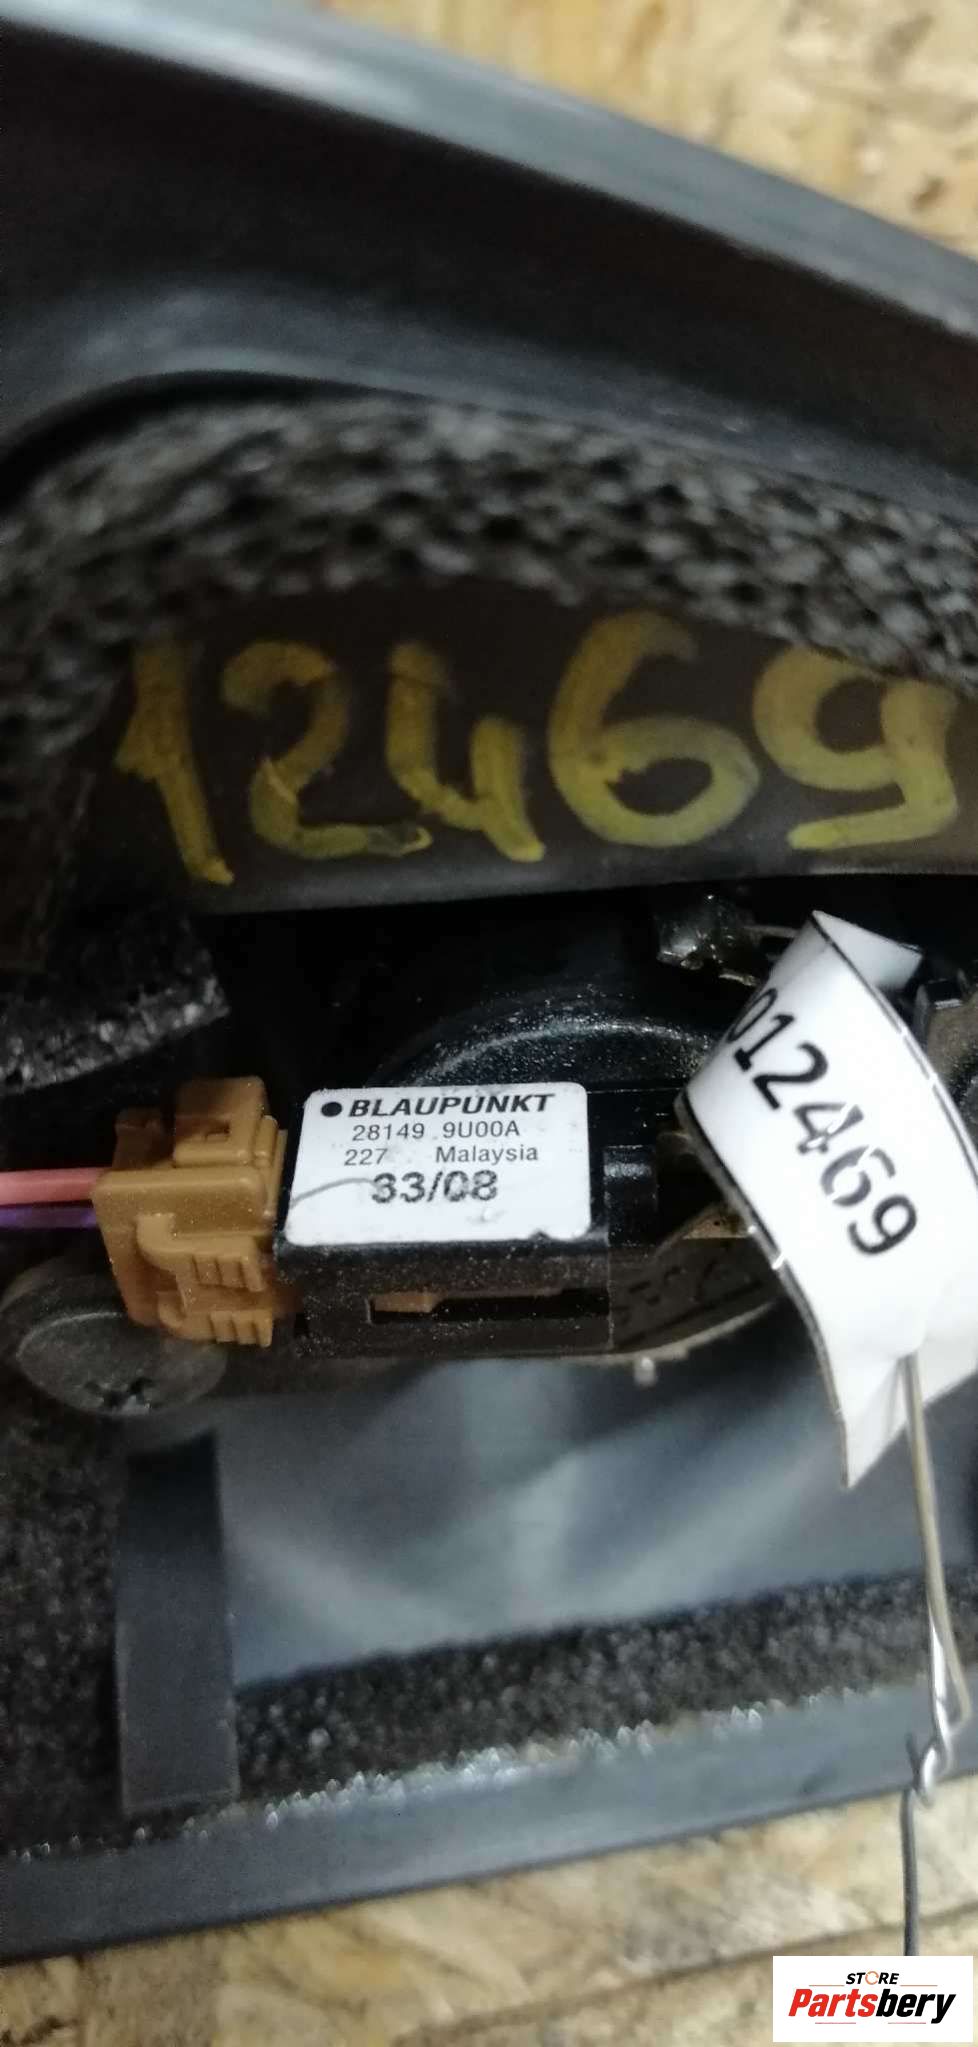 12469
012469
BLAUPUNKT
28149 9U00A
227 Malaysia
33/08
STORE
Partsbery